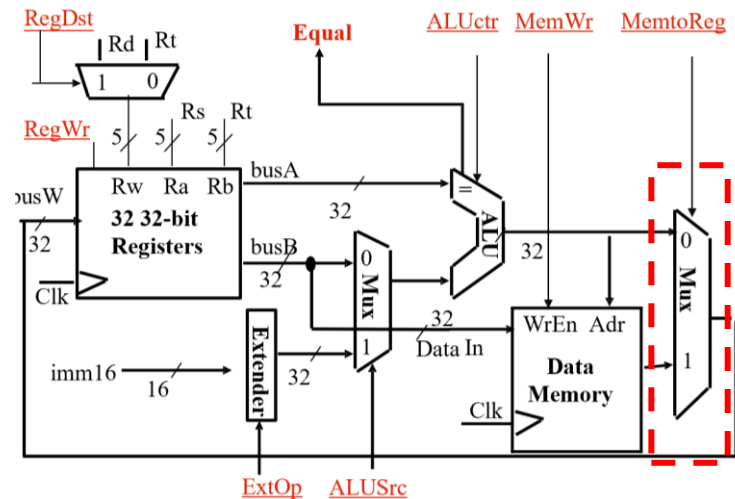 RegDst
Rd Rt
1 0
Equal
ALUctr MemWr MemtoReg
RegWr
5 5 5
Rs Rt
busW
32
Rw Ra Rb
32 32-bit
Registers
Clk
busA
32
busB
32
=
ALU
32
0
Mux
1
0
Mux
1
imm16
16
Extender
32
32
Data In
WrEn Adr
Data
Memory
Clk
ExtOp ALUSrc